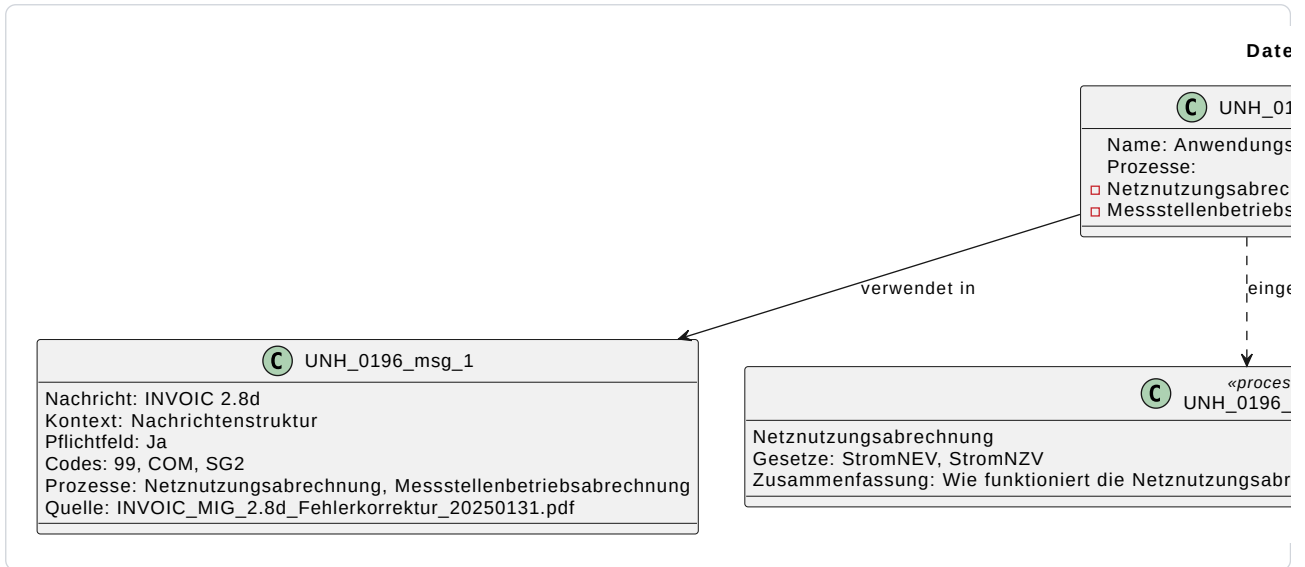 Date
C UNH_01
Name: Anwendungs
Prozesse:
Netznutzungsabrec
Messstellenbetriebs
verwendet in
einge
C UNH_0196_msg_1
Nachricht: INVOIC 2.8d
Kontext: Nachrichtenstruktur
Pflichtfeld: Ja
Codes: 99, COM, SG2
Prozesse: Netznutzungsabrechnung, Messstellenbetriebsabrechnung
Quelle: INVOIC_MIG_2.8d_Fehlerkorrektur_20250131.pdf
«proces
C UNH_0196_
Netznutzungsabrechnung
Gesetze: StromNEV, StromNZV
Zusammenfassung: Wie funktioniert die Netznutzungsabr